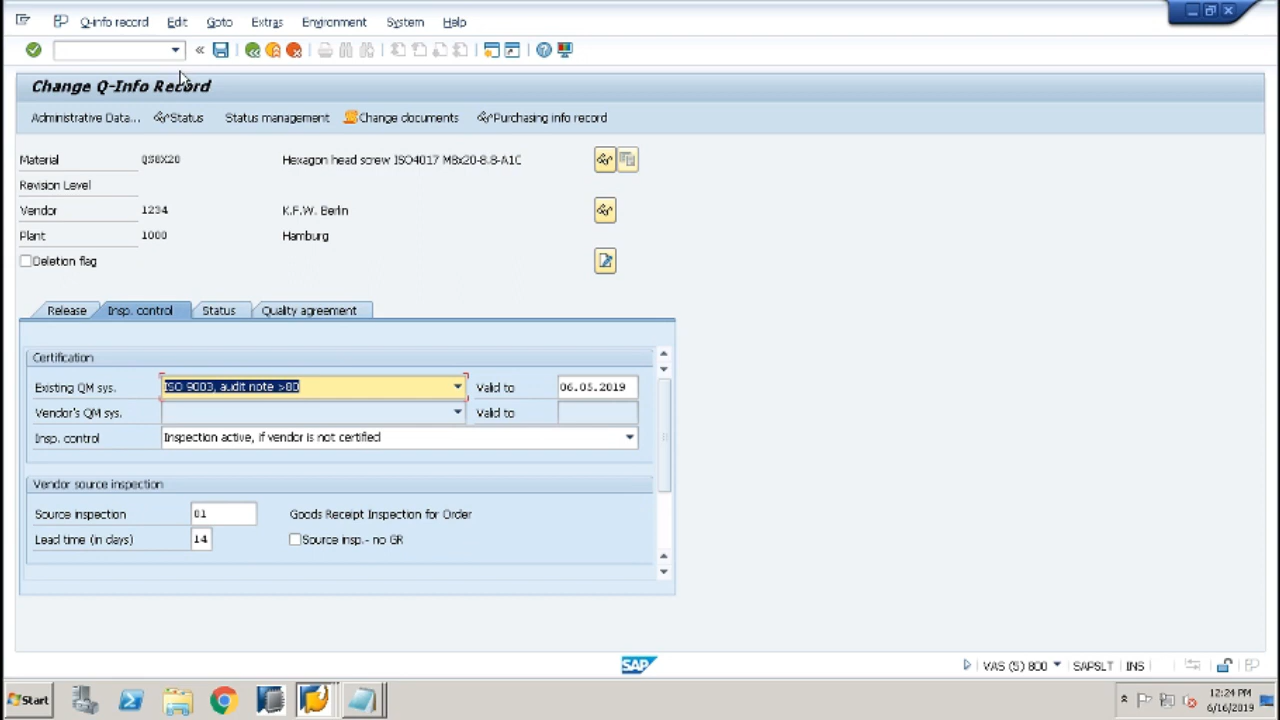 Q-info record Edit Goto Extras Environment System Help
Change Q-Info Record
Administrative Data... Status Status management Change documents Purchasing info record
Material QS8X20 Hexagon head screw ISO4017 M8x20-8.8-A1C
Revision Level
Vendor 1234 K.F.W. Berlin
Plant 1000 Hamburg
Deletion flag
Release Insp. control Status Quality agreement
Certification
Existing QM sys. ISO 9003, audit note >80 Valid to 06.05.2019
Vendor's QM sys. Valid to
Insp. control Inspection active, if vendor is not certified
Vendor source inspection
Source inspection 01 Goods Receipt Inspection for Order
Lead time (in days) 14 Source insp.- no GR
SAP VAS (5) 800 SAPSLT INS
Start 12:24 PM
6/16/2019